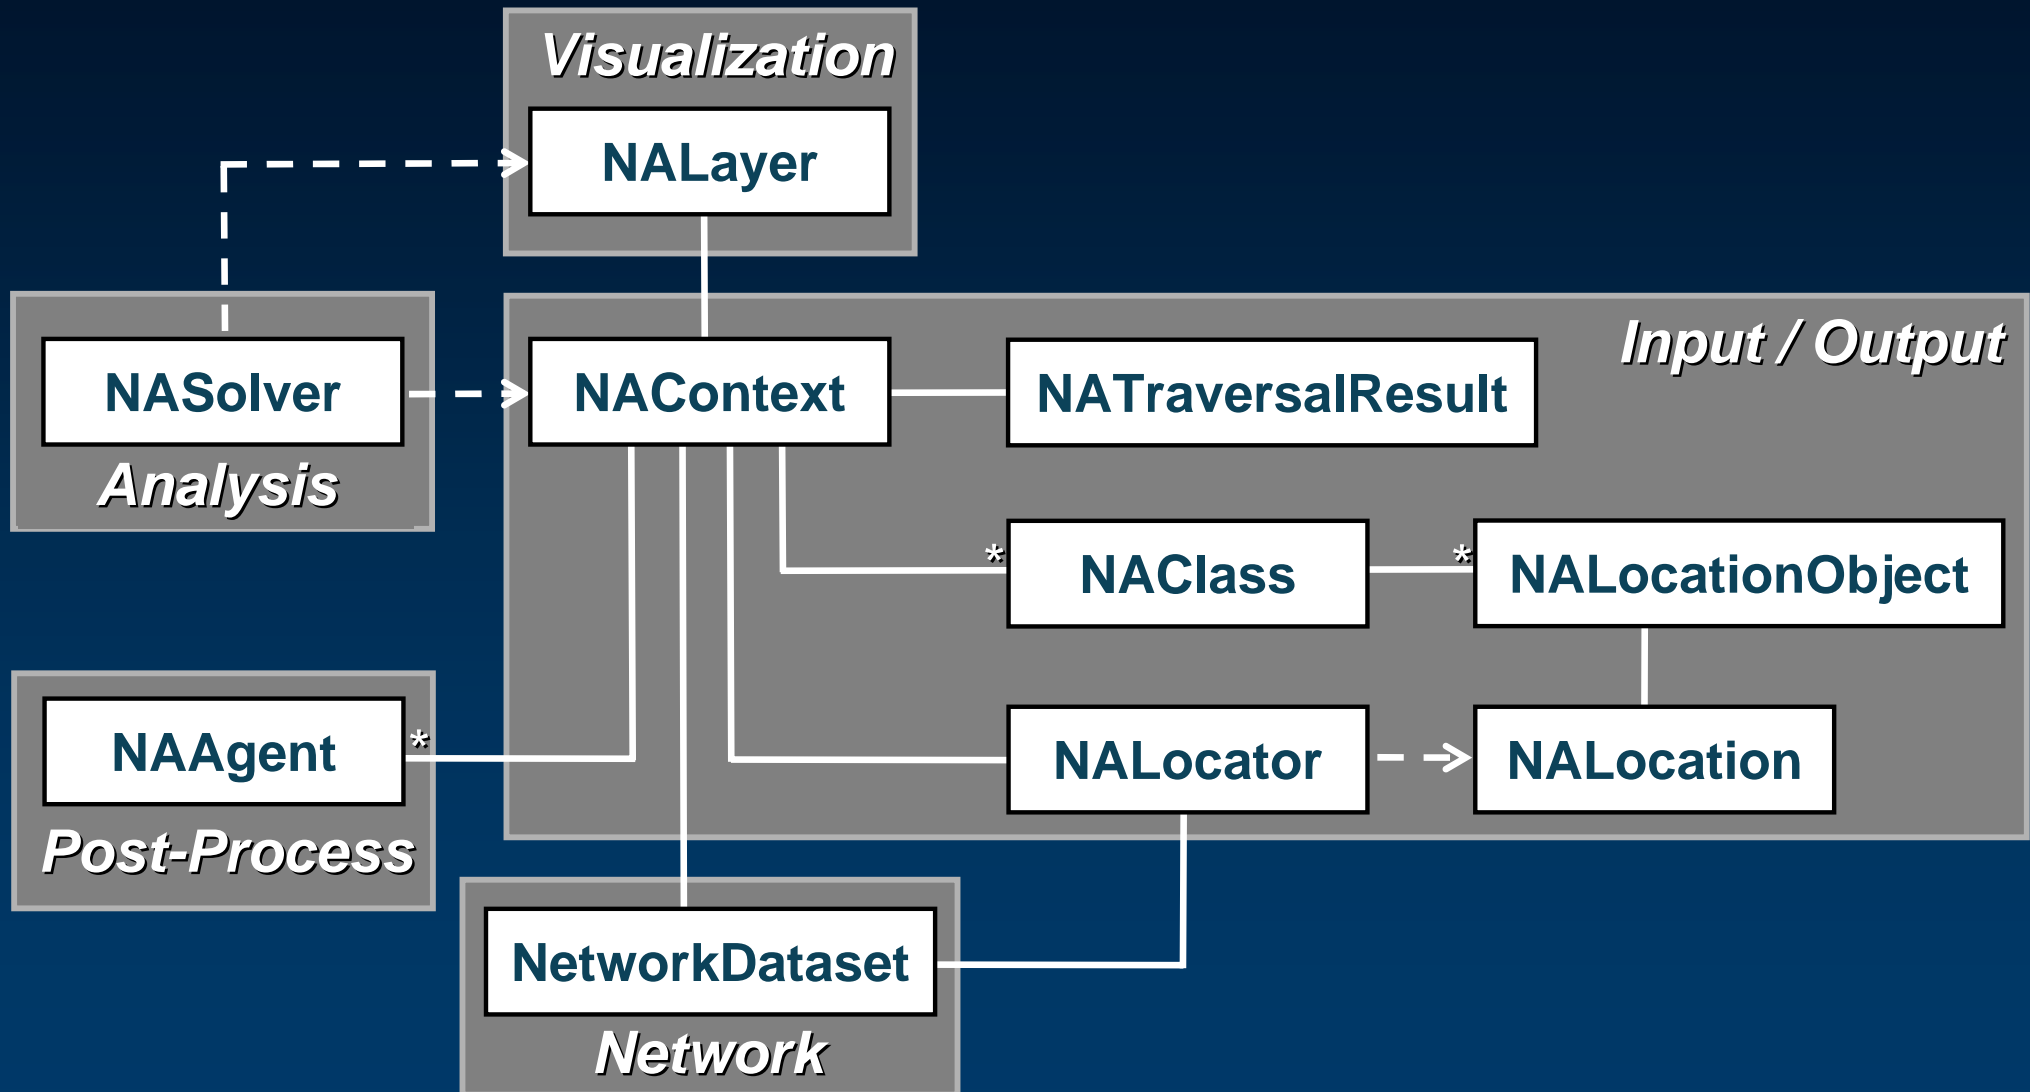 Visualization
NALayer
Input / Output
NASolver
NAContext
NATraversalResult
Analysis
*
NAClass
*
NALocationObject
NAAgent
*
NALocator
NALocation
Post-Process
NetworkDataset
Network